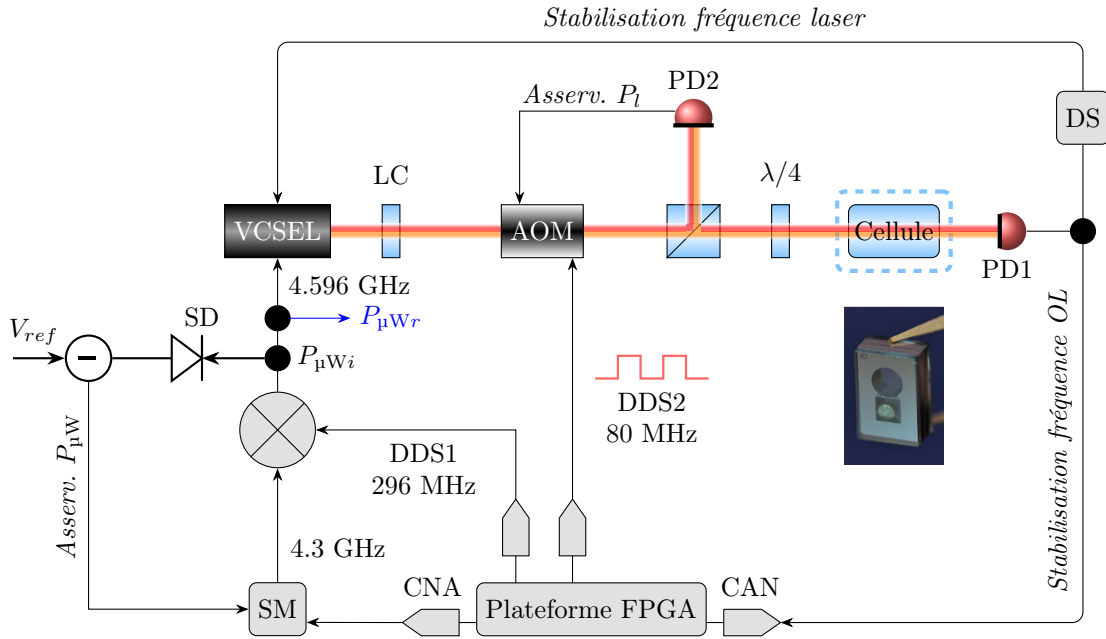 Stabilisation fréquence laser
PD2
Asserv. P_l
DS
LC
λ/4
VCSEL
AOM
Cellule
PD1
4.596 GHz
SD
V_ref
P_µWr
P_µWi
Stabilisation fréquence OL
DDS2
80 MHz
DDS1
296 MHz
Asserv. P_µW
4.3 GHz
CNA
CAN
SM
Plateforme FPGA